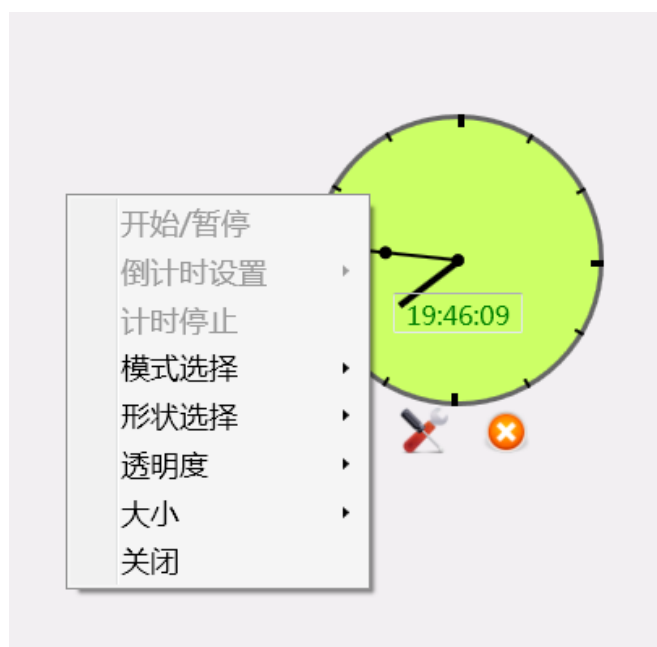 开始/暂停
倒计时设置
计时停止
模式选择
形状选择
透明度
大小
关闭
19:46:09